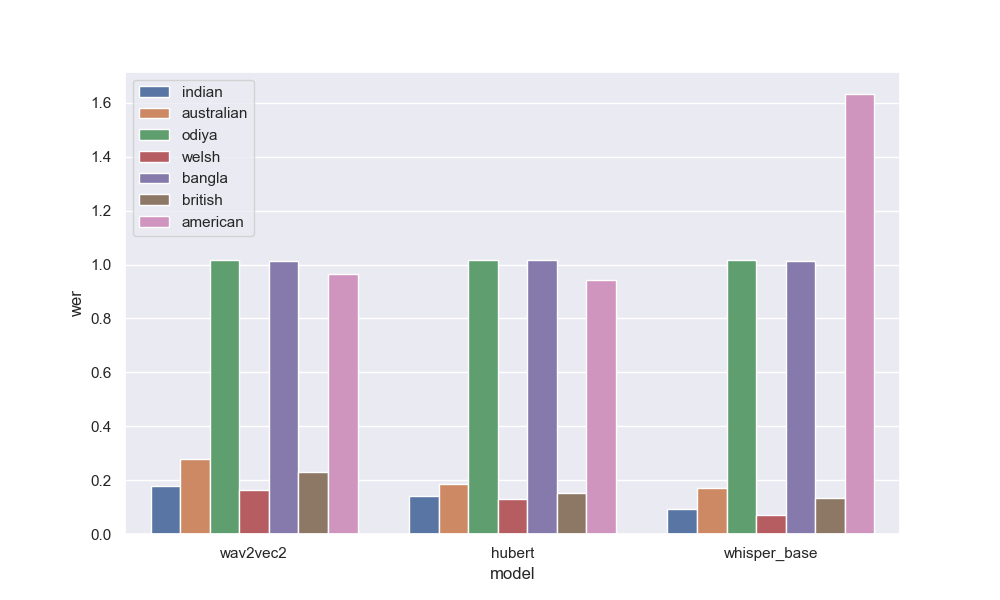 indian
australian
odiya
welsh
bangla
british
american
1.6
1.4
1.2
1.0
0.8
0.6
0.4
0.2
0.0
wer
wav2vec2 hubert whisper_base
model